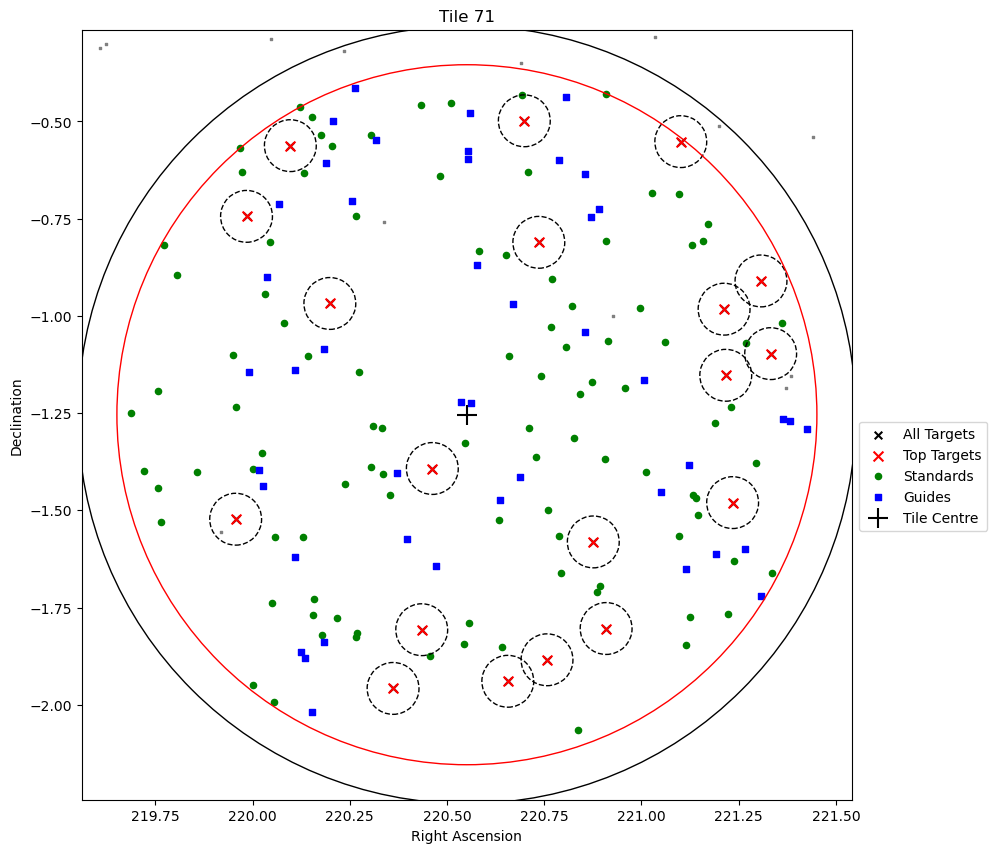 Tile 71
Declination
−0.50
−0.75
−1.00
−1.25
−1.50
−1.75
−2.00
219.75 220.00 220.25 220.50 220.75 221.00 221.25 221.50
Right Ascension
All Targets
Top Targets
Standards
Guides
Tile Centre